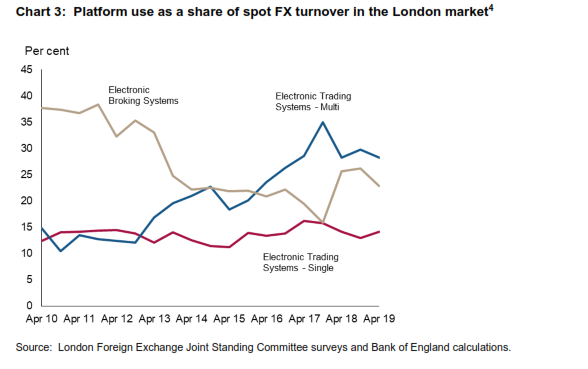 Chart 3: Platform use as a share of spot FX turnover in the London market4
Per cent
45
40
35
30
25
20
15
10
5
0
Electronic
Broking Systems
Electronic Trading
Systems - Multi
Electronic Trading
Systems - Single
Apr 10 Apr 11 Apr 12 Apr 13 Apr 14 Apr 15 Apr 16 Apr 17 Apr 18 Apr 19
Source: London Foreign Exchange Joint Standing Committee surveys and Bank of England calculations.